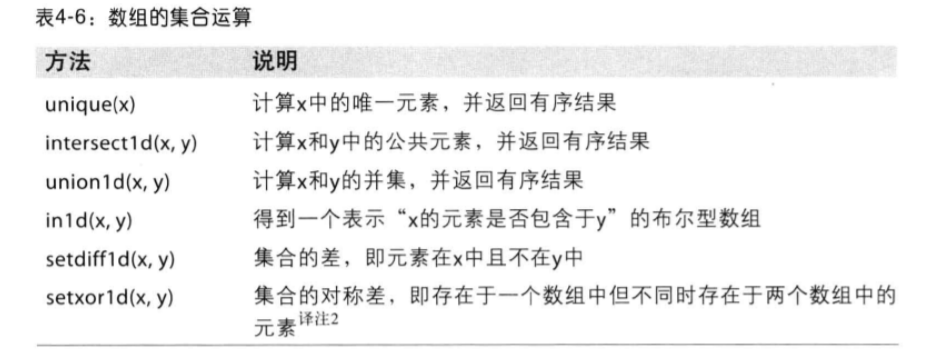 表4-6：数组的集合运算
方法 说明
unique(x) 计算x中的唯一元素，并返回有序结果
intersect1d(x, y) 计算x和y中的公共元素，并返回有序结果
union1d(x, y) 计算x和y的并集，并返回有序结果
in1d(x, y) 得到一个表示“x的元素是否包含于y”的布尔型数组
setdiff1d(x, y) 集合的差，即元素在x中且不在y中
setxor1d(x, y) 集合的对称差，即存在于一个数组中但不同时存在于两个数组中的
元素译注2